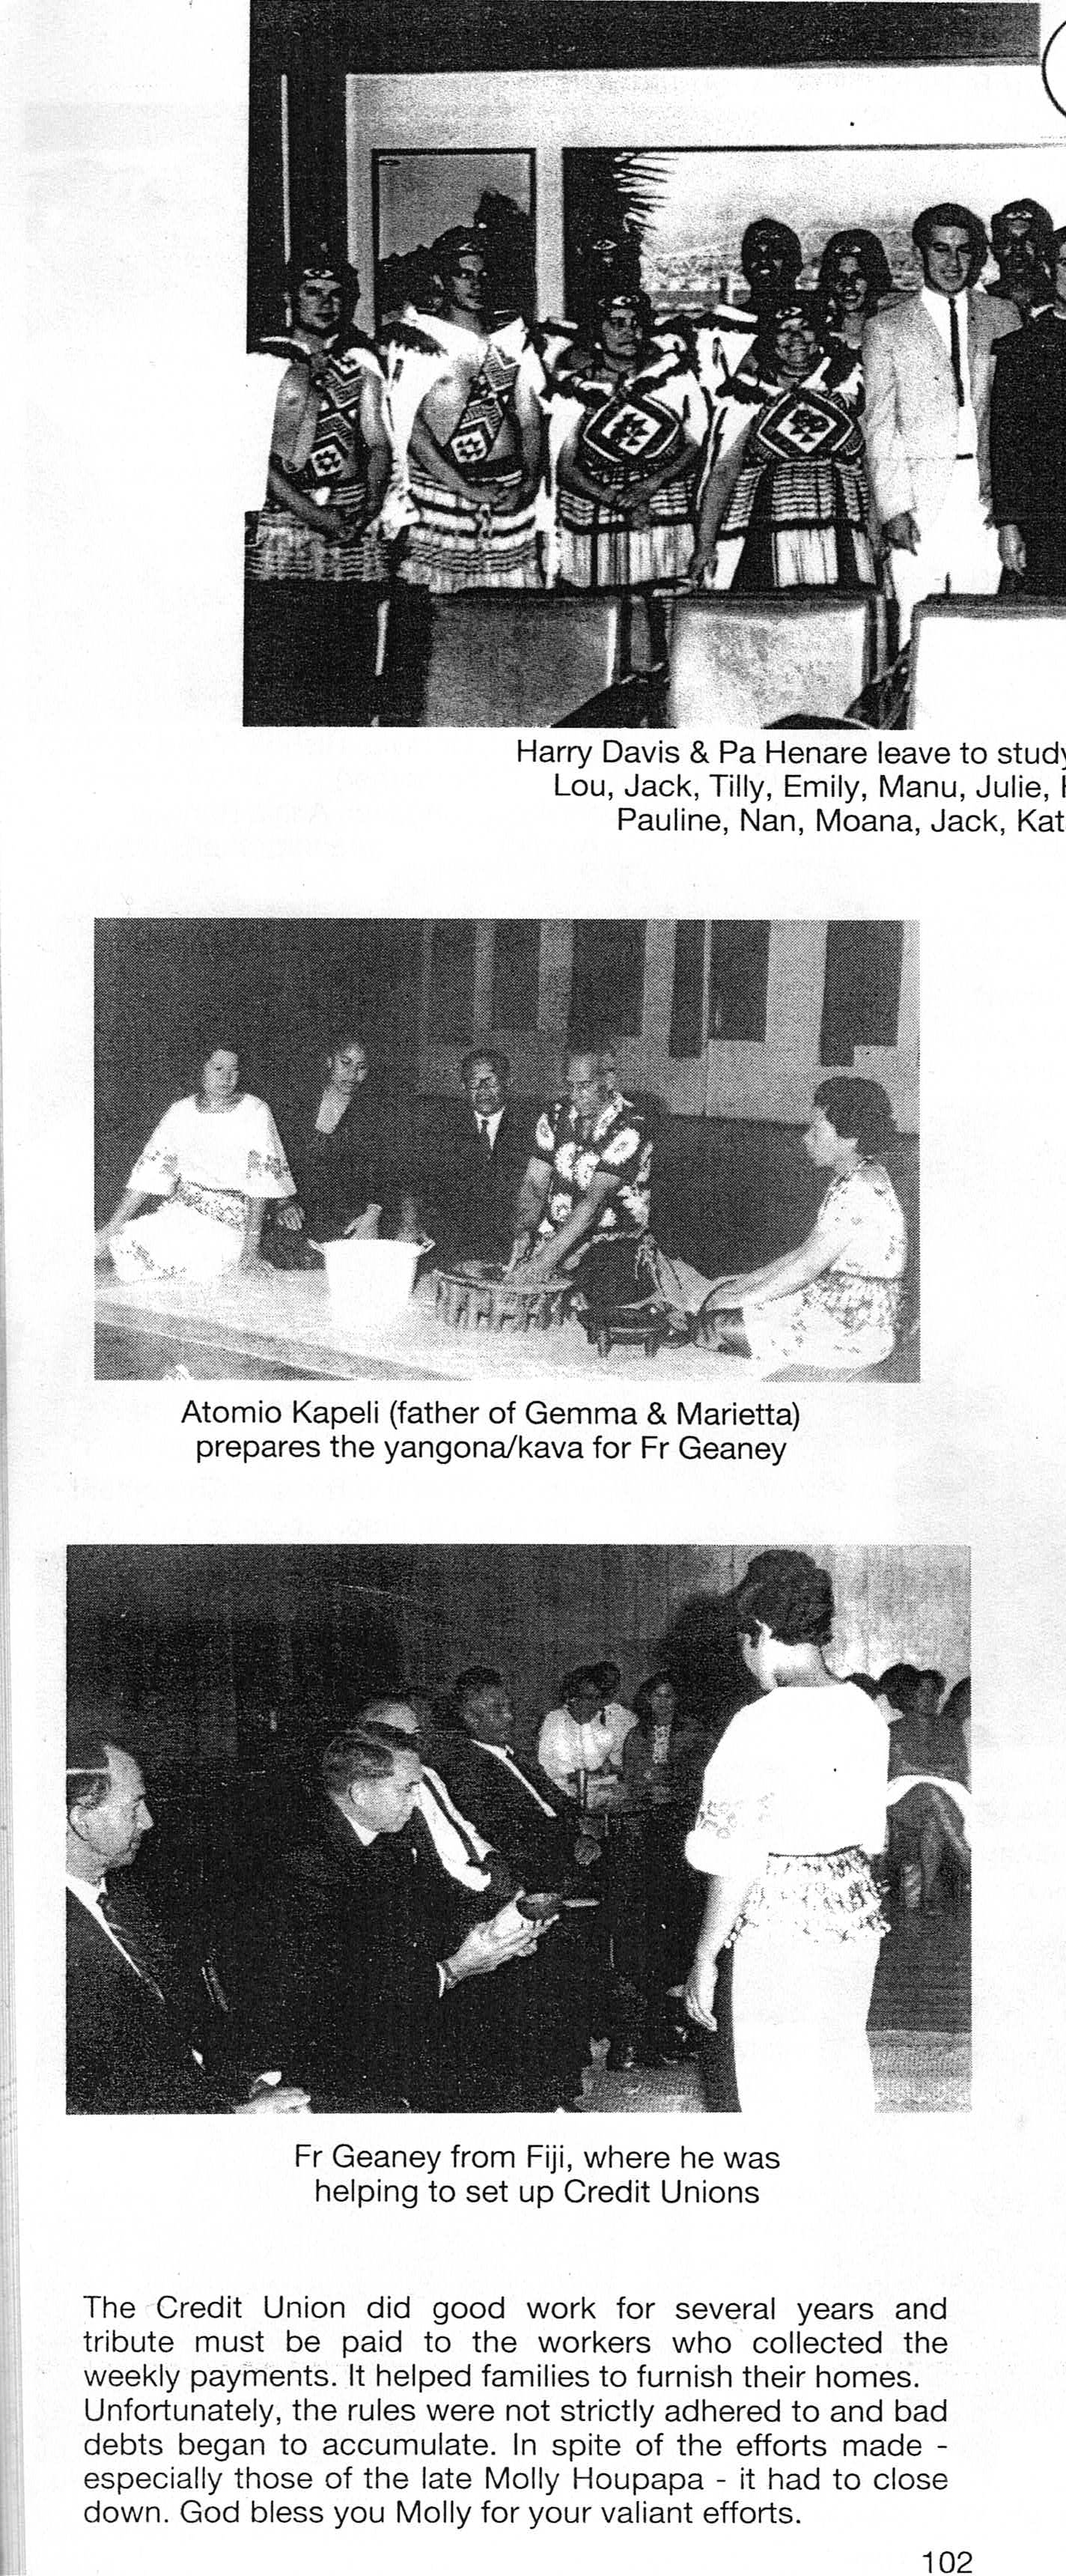 Harry Davis & Pa Henare leave to study
Lou, Jack, Tilly, Emily, Manu, Julie,
Pauline, Nan, Moana, Jack,
Atomio Kapeli (father of Gemma & Marietta)
prepares the yangona/kava for Fr Geaney
Fr Geaney from Fiji, where he was
helping to set up Credit Unions
The Credit Union did good work for several years and
tribute must be paid to the workers who collected the
weekly payments. It helped families to furnish their homes.
Unfortunately, the rules were not strictly adhered to and bad
debts began to accumulate. In spite of the efforts made -
especially those of the late Molly Houpapa - it had to close
down. God bless you Molly for your valiant efforts.
102